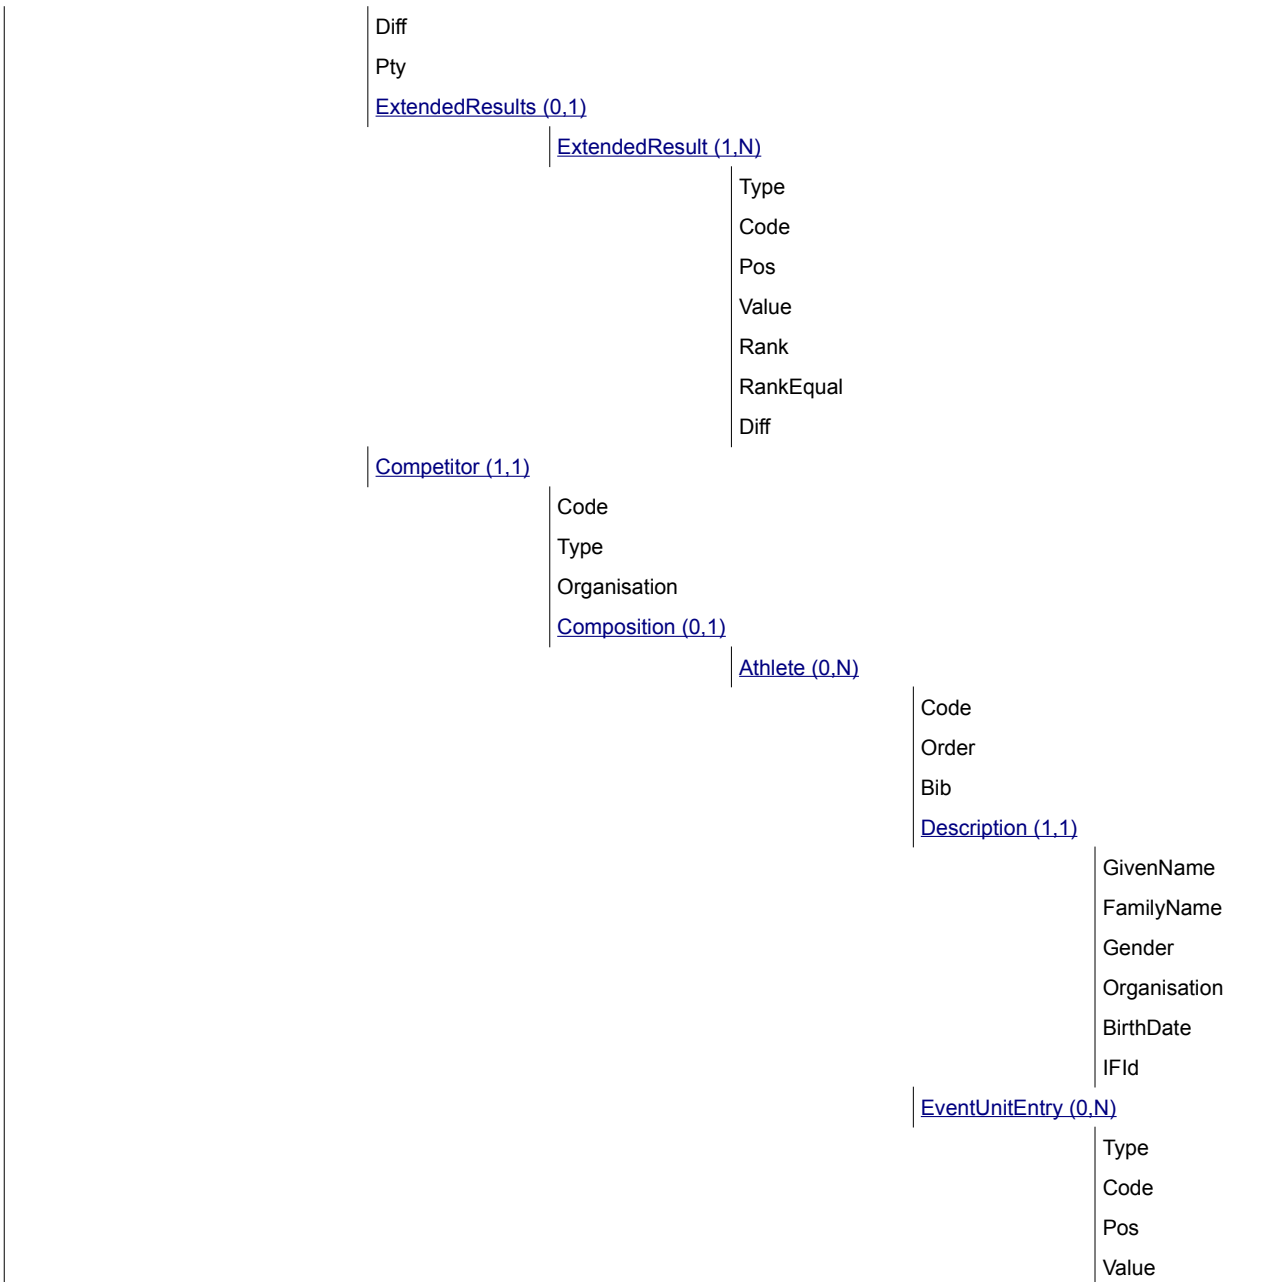 Diff
Pty
ExtendedResults (0,1)
ExtendedResult (1,N)
Type
Code
Pos
Value
Rank
RankEqual
Diff
Competitor (1,1)
Code
Type
Organisation
Composition (0,1)
Athlete (0,N)
Code
Order
Bib
Description (1,1)
GivenName
FamilyName
Gender
Organisation
BirthDate
IFId
EventUnitEntry (0,N)
Type
Code
Pos
Value